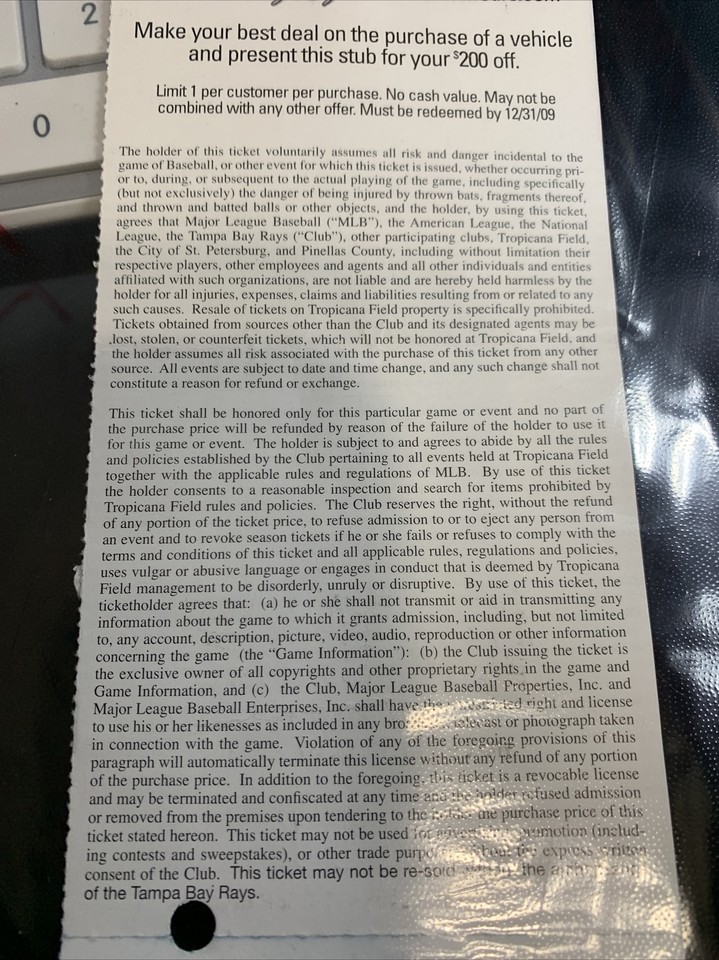 2
0
Make your best deal on the purchase of a vehicle
and present this stub for your $200 off.
Limit 1 per customer per purchase. No cash value. May not be
combined with any other offer. Must be redeemed by 12/31/09
The holder of this ticket voluntarily assumes all risk and danger incidental to the
game of Baseball, or other event for which this ticket is issued, whether occurring pri-
or to, during, or subsequent to the actual playing of the game, including specifically
(but not exclusively) the danger of being injured by thrown bats, fragments thereof,
and thrown and batted balls or other objects, and the holder, by using this ticket,
agrees that Major League Baseball ("MLB"), the American League, the National
League, the Tampa Bay Rays ("Club"), other participating clubs, Tropicana Field,
the City of St. Petersburg, and Pinellas County, including without limitation their
respective players, other employees and agents and all other individuals and entities
affiliated with such organizations, are not liable and are hereby held harmless by the
holder for all injuries, expenses, claims and liabilities resulting from or related to any
such causes. Resale of tickets on Tropicana Field property is specifically prohibited.
Tickets obtained from sources other than the Club and its designated agents may be
lost, stolen, or counterfeit tickets, which will not be honored at Tropicana Field, and
the holder assumes all risk associated with the purchase of this ticket from any other
source. All events are subject to date and time change, and any such change shall not
constitute a reason for refund or exchange.
This ticket shall be honored only for this particular game or event and no part of
the purchase price will be refunded by reason of the failure of the holder to use it
for this game or event. The holder is subject to and agrees to abide by all the rules
and policies established by the Club pertaining to all events held at Tropicana Field
together with the applicable rules and regulations of MLB. By use of this ticket
the holder consents to a reasonable inspection and search for items prohibited by
Tropicana Field rules and policies. The Club reserves the right, without the refund
of any portion of the ticket price, to refuse admission to or to eject any person from
an event and to revoke season tickets if he or she fails or refuses to comply with the
terms and conditions of this ticket and all applicable rules, regulations and policies,
uses vulgar or abusive language or engages in conduct that is deemed by Tropicana
Field management to be disorderly, unruly or disruptive. By use of this ticket, the
ticketholder agrees that: (a) he or she shall not transmit or aid in transmitting any
information about the game to which it grants admission, including, but not limited
to, any account, description, picture, video, audio, reproduction or other information
concerning the game (the "Game Information"): (b) the Club issuing the ticket is
the exclusive owner of all copyrights and other proprietary rights in the game and
Game Information, and (c) the Club, Major League Baseball Properties, Inc. and
Major League Baseball Enterprises, Inc. shall have the right and license
to use his or her likenesses as included in any or photograph taken
in connection with the game. Violation of any of the foregoing provisions of this
paragraph will automatically terminate this license without any refund of any portion
of the purchase price. In addition to the foregoing, this ticket is a revocable license
and may be terminated and confiscated at any time and the holder refused admission
or removed from the premises upon tendering to the the purchase price of this
ticket stated hereon. This ticket may not be used for promotion (includ-
ing contests and sweepstakes), or other trade express written
consent of the Club. This ticket may not be re-sold the
of the Tampa Bay Rays.